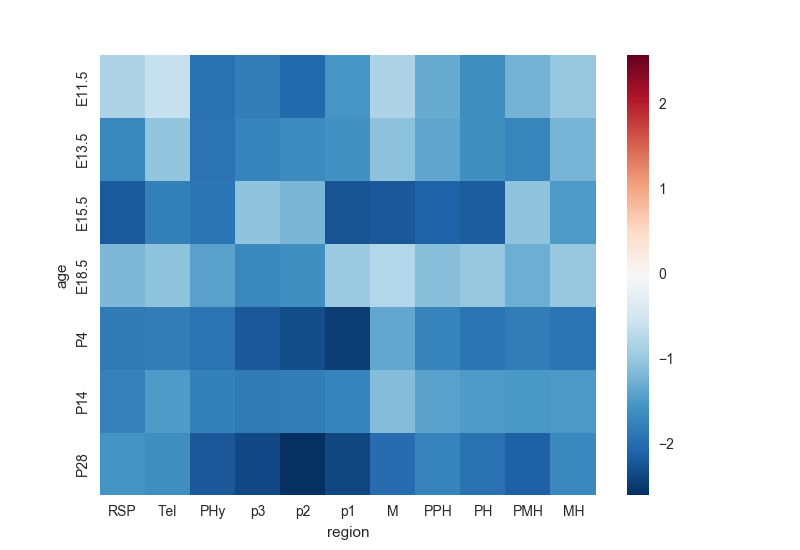 E11.5
E13.5
E15.5
E18.5
P4
P14
P28
age
RSP Tel PHy p3 p2 p1 M PPH PH PMH MH
region
2
1
0
−1
−2